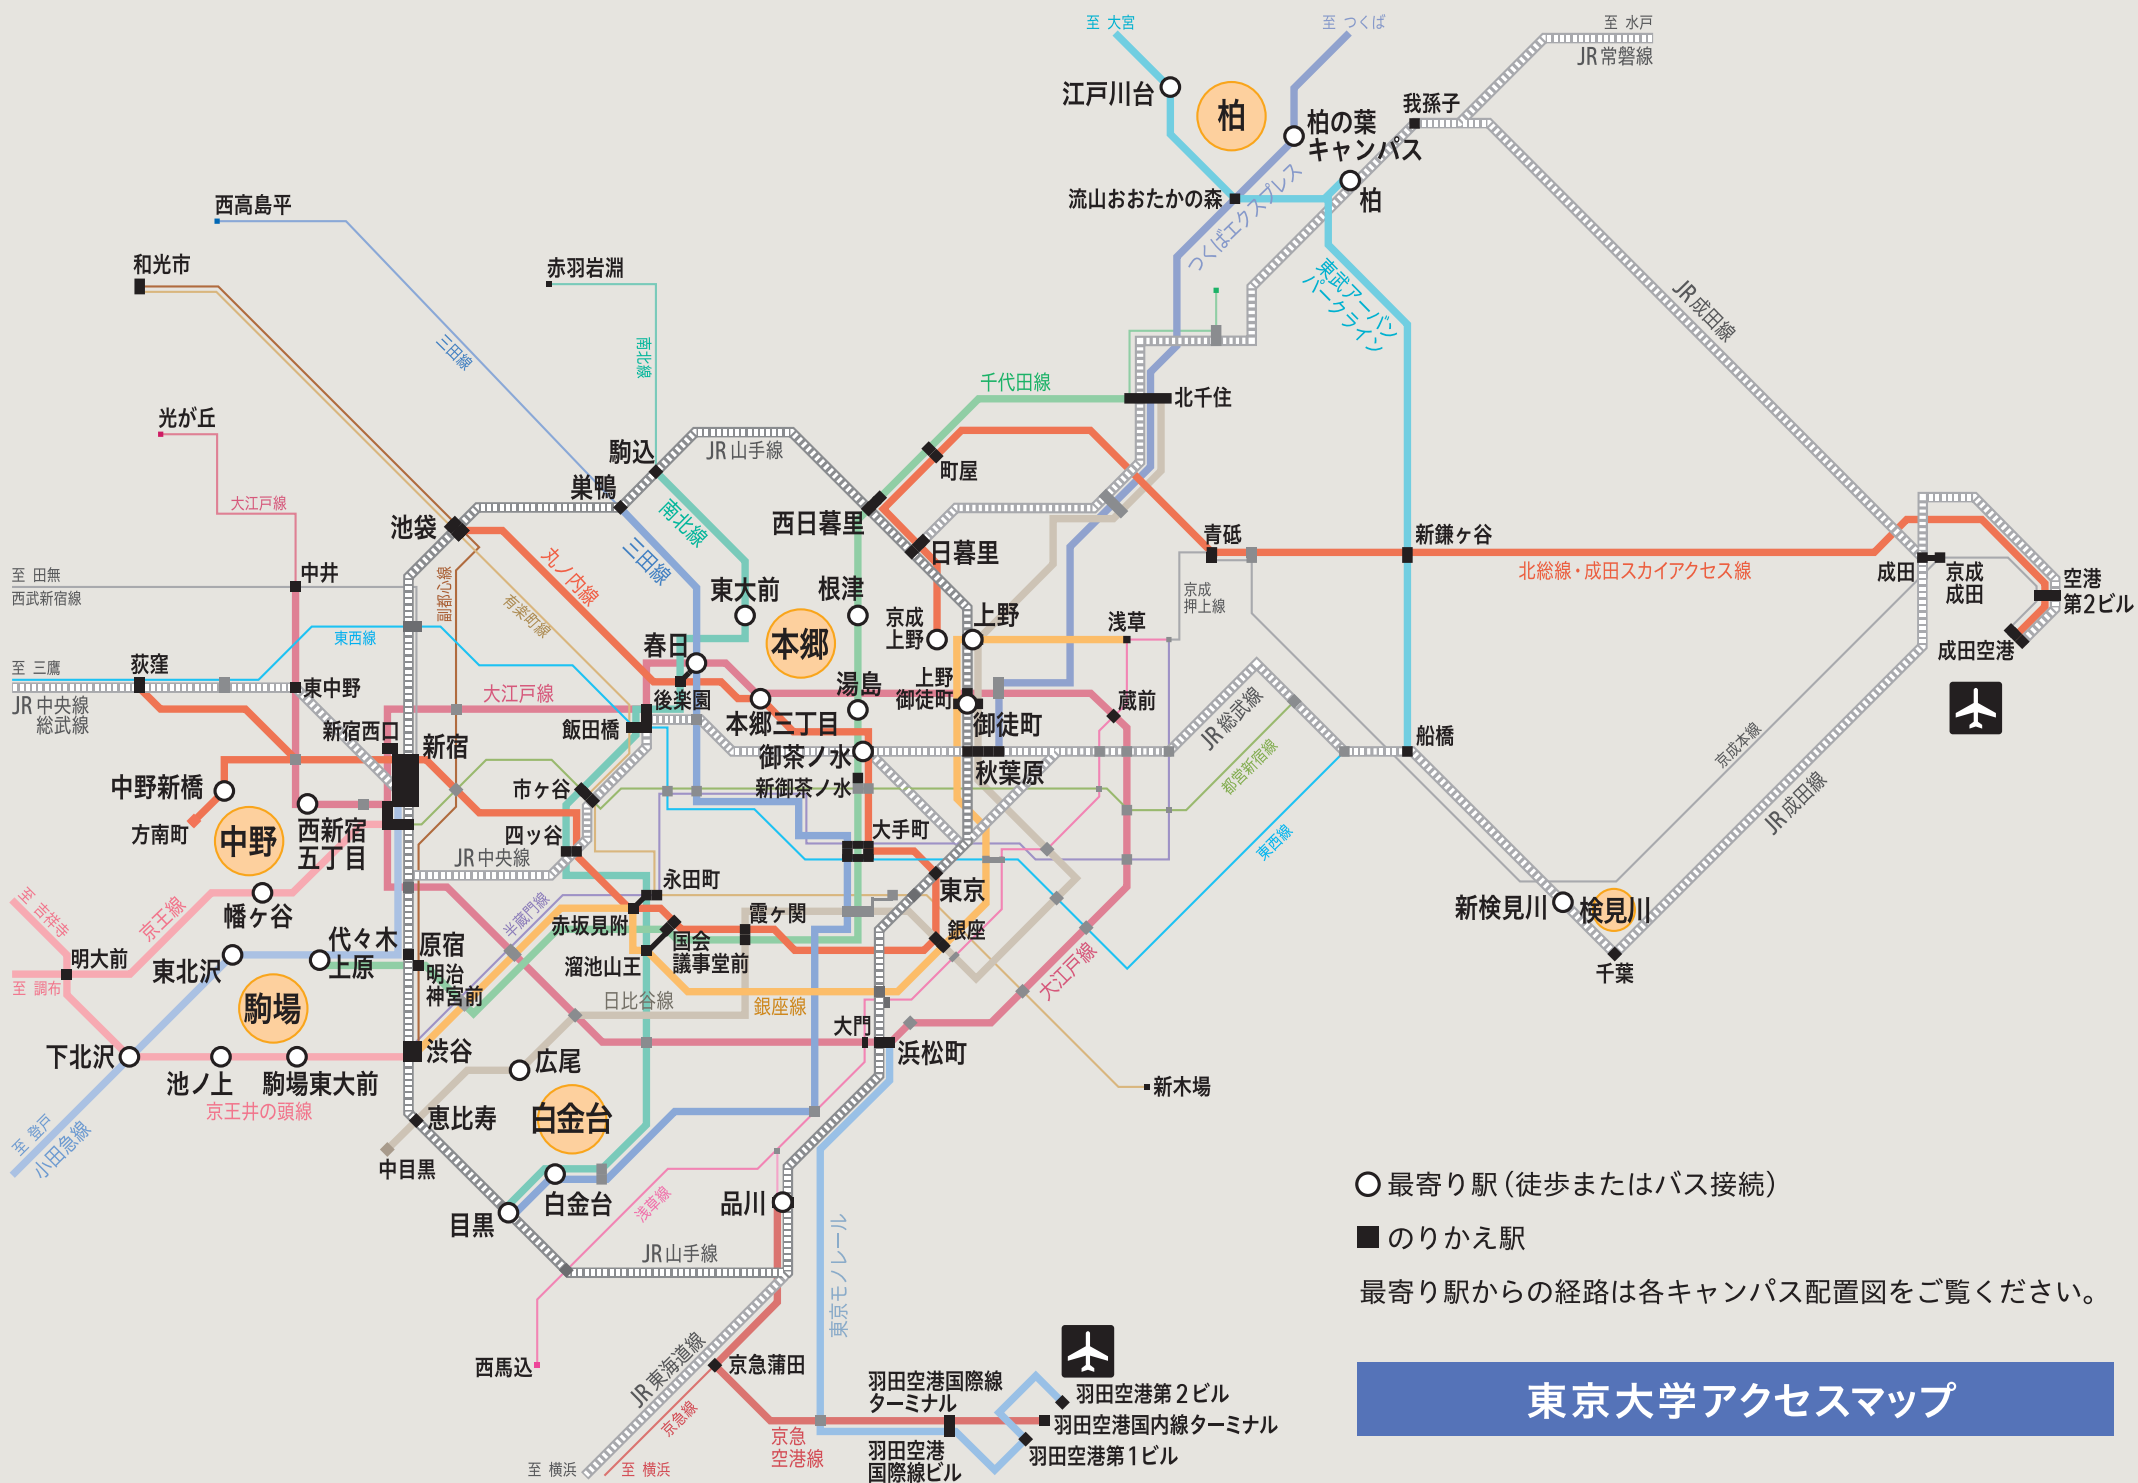 至 大宮
至 つくば
至 水戸
JR常磐線
江戸川台
柏
柏の葉
キャンパス
我孫子
流山おおたかの森
柏
つくばエクスプレス
東武アーバン
パークライン
JR成田線
西高島平
和光市
赤羽岩淵
三田線
南北線
光が丘
千代田線
北千住
駒込
JR山手線
町屋
巣鴨
大江戸線
池袋
南北線
西日暮里
日暮里
青砥
新鎌ヶ谷
三田線
丸ノ内線
北総線・成田スカイアクセス線
成田
京成
成田
空港
第2ビル
中井
至 田無
西武新宿線
副都心線
有楽町線
東大前
根津
京成
上野
上野
浅草
京成
押上線
成田空港
東西線
春日
本郷
至 三鷹
荻窪
東中野
JR中央線
総武線
大江戸線
後楽園
湯島
上野
御徒町
蔵前
御徒町
新宿西口
新宿
飯田橋
本郷三丁目
JR総武線
船橋
京成本線
御茶ノ水
秋葉原
都営新宿線
中野新橋
市ヶ谷
新御茶ノ水
JR成田線
方南町
中野
西新宿
五丁目
四ッ谷
大手町
東西線
JR中央線
永田町
東京
新検見川
検見川
至 吉祥寺
京王線
幡ヶ谷
半蔵門線
赤坂見附
霞ヶ関
銀座
明大前
代々木
上原
原宿
国会
議事堂前
東北沢
明治
神宮前
溜池山王
千葉
至 調布
駒場
日比谷線
銀座線
大江戸線
大門
浜松町
下北沢
池ノ上
駒場東大前
渋谷
広尾
新木場
京王井の頭線
恵比寿
白金台
至 登戸
小田急線
中目黒
目黒
白金台
浅草線
品川
最寄り駅(徒歩またはバス接続)
のりかえ駅
JR山手線
東京モノレール
最寄り駅からの経路は各キャンパス配置図をご覧ください。
西馬込
JR東海道線
京急蒲田
京急線
羽田空港国際線
ターミナル
羽田空港第2ビル
羽田空港国内線ターミナル
京急
空港線
羽田空港
国際線ビル
羽田空港第1ビル
至 横浜
至 横浜
東京大学アクセスマップ